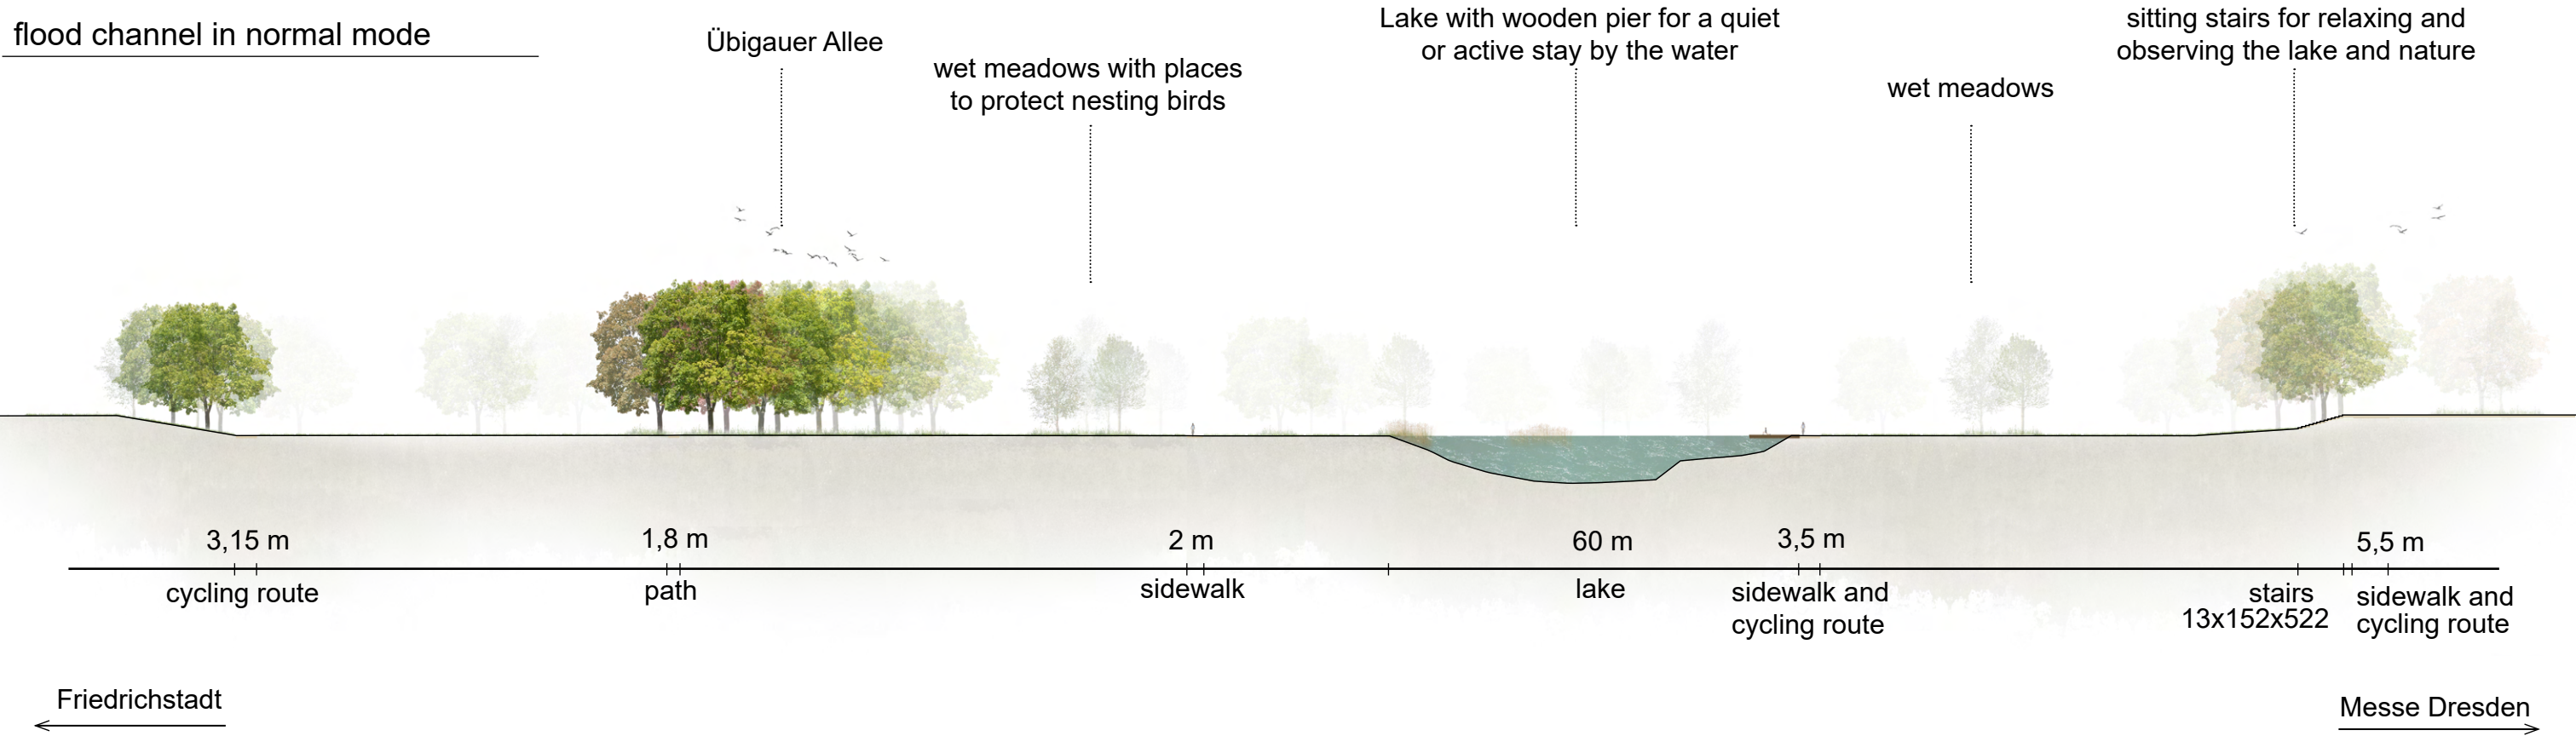 flood channel in normal mode
Übigauer Allee
wet meadows with places
to protect nesting birds
Lake with wooden pier for a quiet
or active stay by the water
wet meadows
sitting stairs for relaxing and
observing the lake and nature
3,15 m
cycling route
1,8 m
path
2 m
sidewalk
60 m
lake
3,5 m
sidewalk and
cycling route
stairs
13x152x522
5,5 m
sidewalk and
cycling route
Friedrichstadt
Messe Dresden